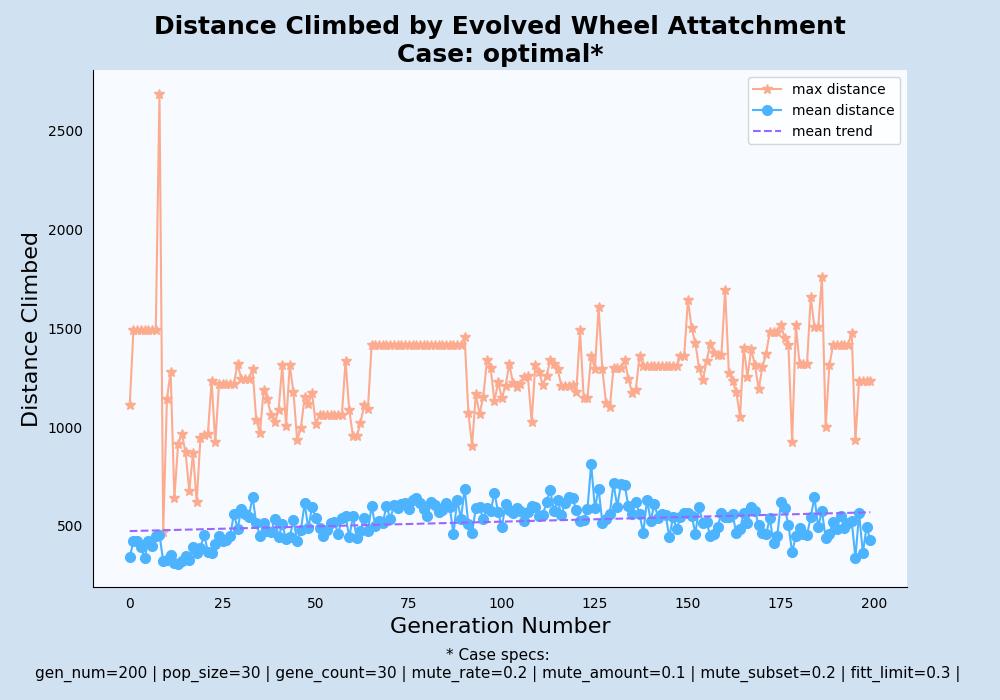 Distance Climbed by Evolved Wheel Attatchment
Case: optimal*
max distance
mean distance
mean trend
Distance Climbed
2500
2000
1500
1000
500
0 25 50 75 100 125 150 175 200
Generation Number
* Case specs:
gen_num=200 | pop_size=30 | gene_count=30 | mute_rate=0.2 | mute_amount=0.1 | mute_subset=0.2 | fitt_limit=0.3 |